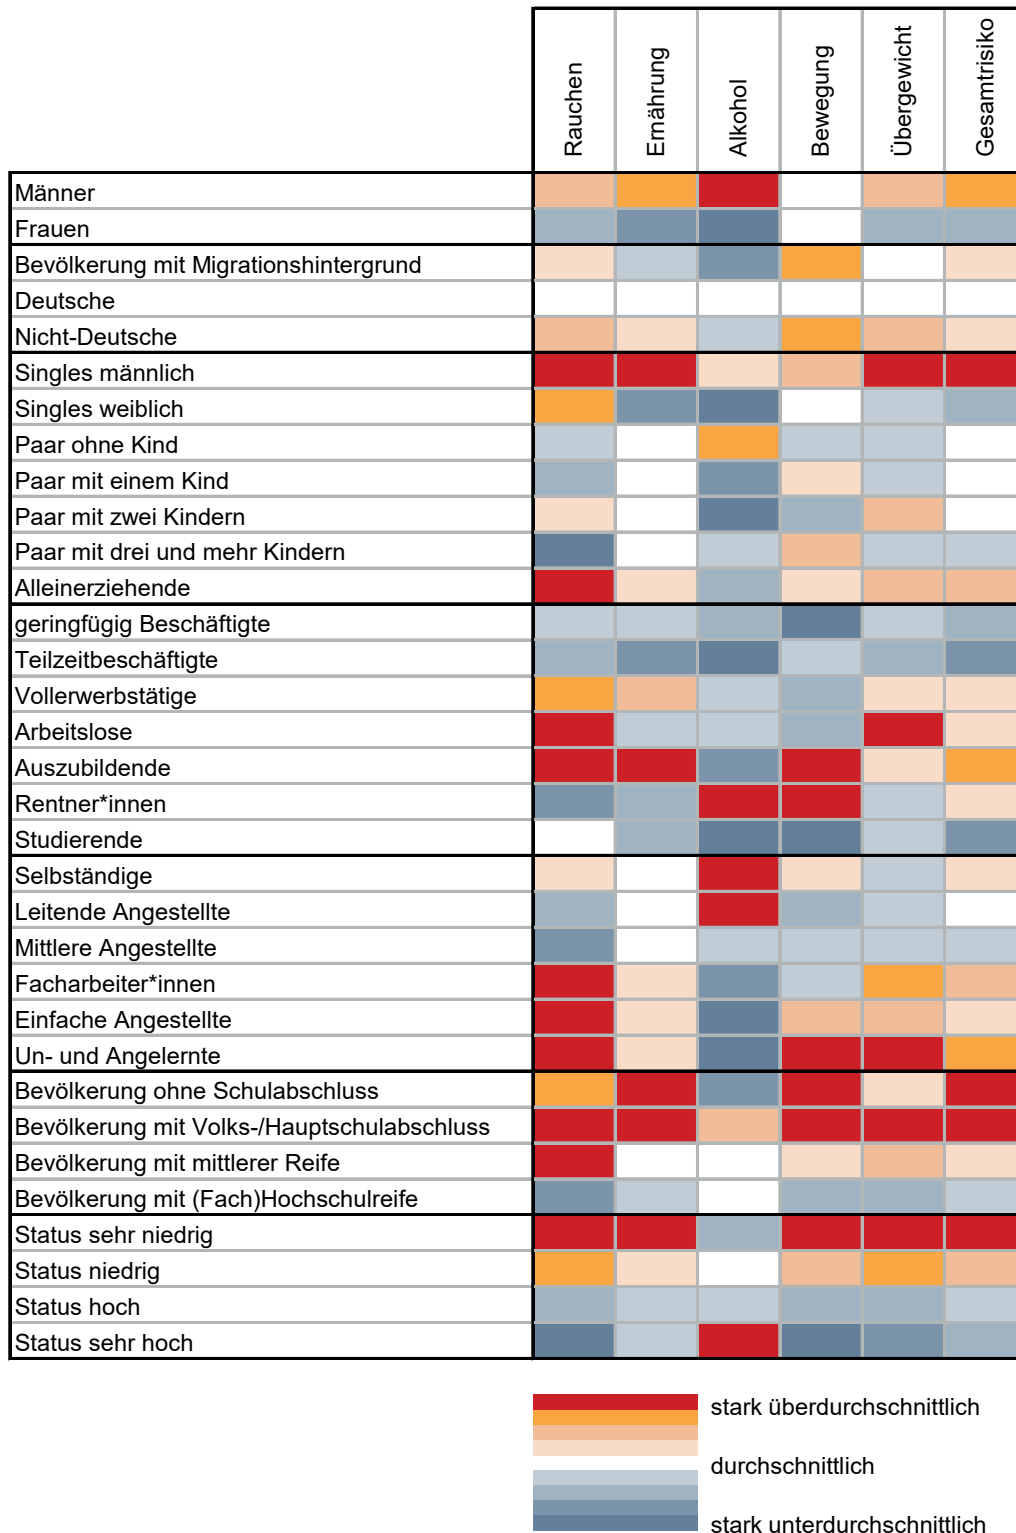 Rauchen
Ernährung
Alkohol
Bewegung
Übergewicht
Gesamtrisiko
Männer
Frauen
Bevölkerung mit Migrationshintergrund
Deutsche
Nicht-Deutsche
Singles männlich
Singles weiblich
Paar ohne Kind
Paar mit einem Kind
Paar mit zwei Kindern
Paar mit drei und mehr Kindern
Alleinerziehende
geringfügig Beschäftigte
Teilzeitbeschäftigte
Vollerwerbstätige
Arbeitslose
Auszubildende
Rentner*innen
Studierende
Selbständige
Leitende Angestellte
Mittlere Angestellte
Facharbeiter*innen
Einfache Angestellte
Un- und Angelernte
Bevölkerung ohne Schulabschluss
Bevölkerung mit Volks-/Hauptschulabschluss
Bevölkerung mit mittlerer Reife
Bevölkerung mit (Fach)Hochschulreife
Status sehr niedrig
Status niedrig
Status hoch
Status sehr hoch
stark überdurchschnittlich
durchschnittlich
stark unterdurchschnittlich